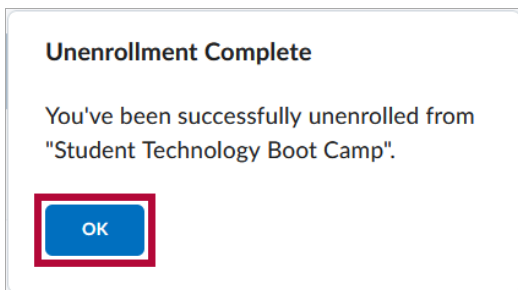 Unenrollment Complete
You've been successfully unenrolled from
"Student Technology Boot Camp".
OK